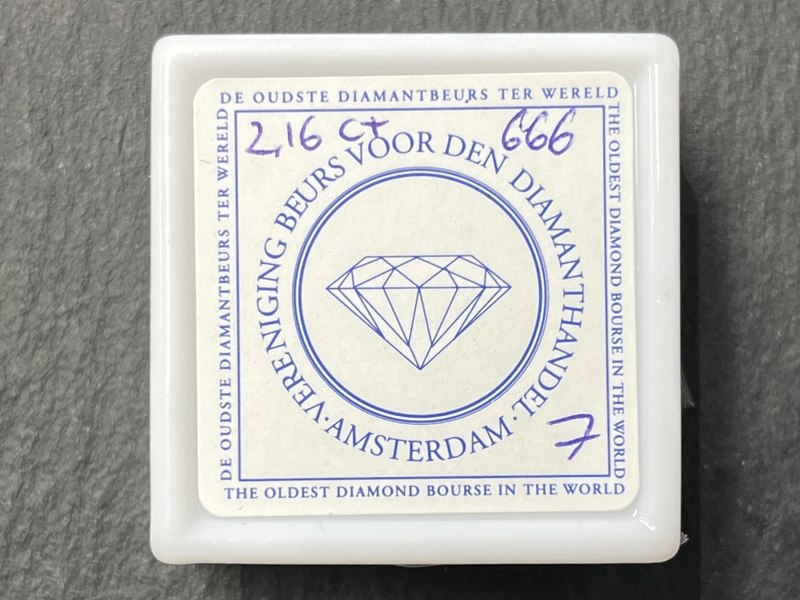 DE OUDSTE DIAMANTBEURS TER WERELD
2,16 ct 666
VERENIGING BEURS VOOR DEN DIAMANTHANDEL · AMSTERDAM ·
7
DE OUDSTE DIAMANTBEURS TER WERELD
THE OLDEST DIAMOND BOURSE IN THE WORLD
THE OLDEST DIAMOND BOURSE IN THE WORLD